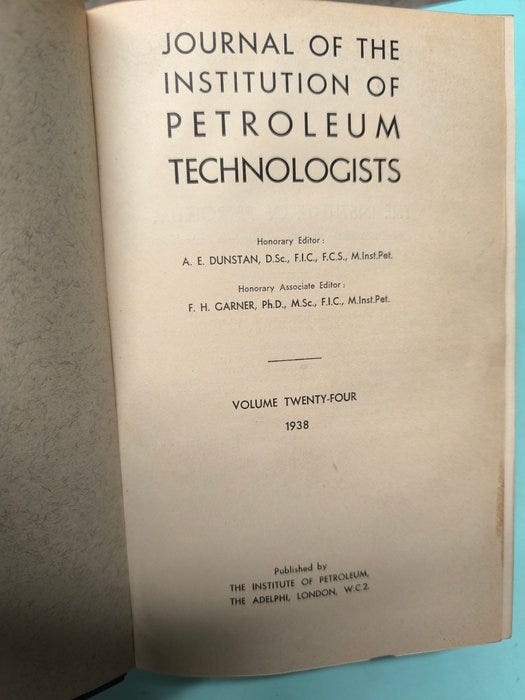 JOURNAL OF THE
INSTITUTION OF
PETROLEUM
TECHNOLOGISTS
Honorary Editor :
A. E. DUNSTAN, D.Sc., F.I.C., F.C.S., M.Inst.Pet.
Honorary Associate Editor :
F. H. GARNER, Ph.D., M.Sc., F.I.C., M.Inst.Pet.
VOLUME TWENTY-FOUR
1938
Published by
THE INSTITUTE OF PETROLEUM,
THE ADELPHI, LONDON, W.C.2.